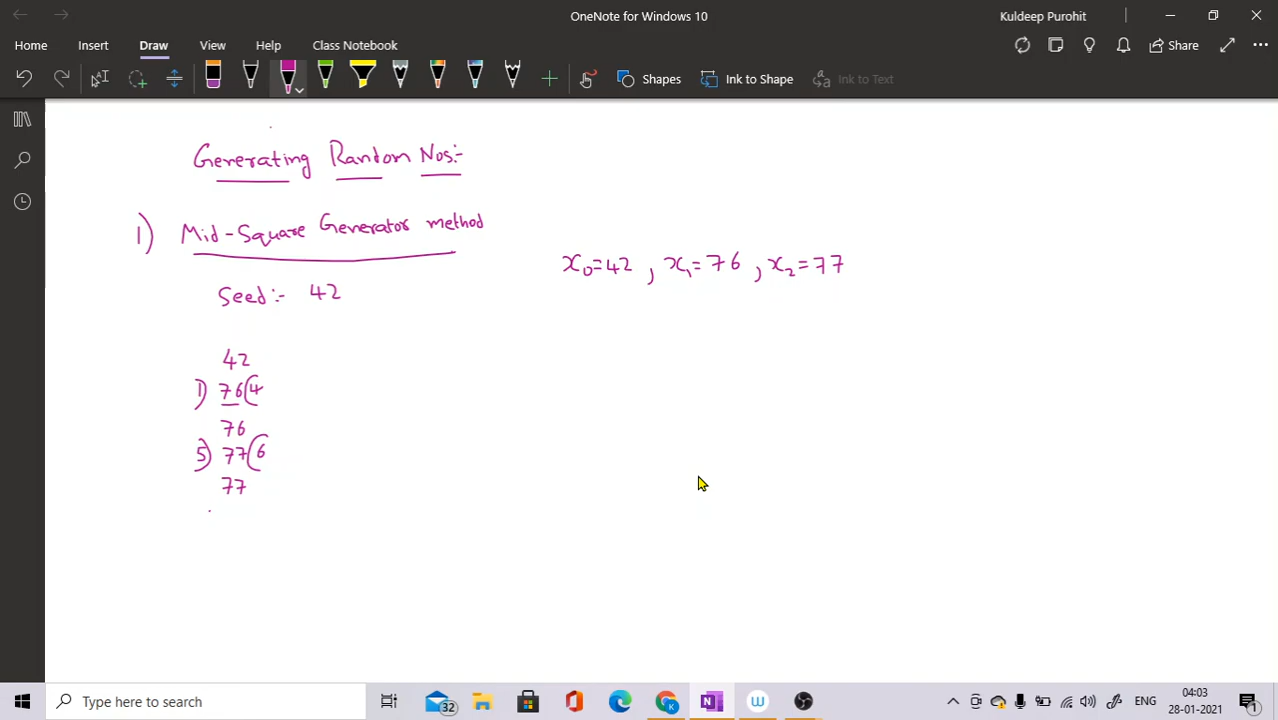 OneNote for Windows 10
Kuldeep Purohit
Home Insert Draw View Help Class Notebook
Share
Shapes Ink to Shape Ink to Text
Generating Random Nos:-
1) Mid-Square Generator method
x0=42 , x1=76 , x2=77
Seed:- 42
42
1) 76(4
76
5) 77(6
77
Type here to search
32
W
K
N
ENG
04:03
28-01-2021
1